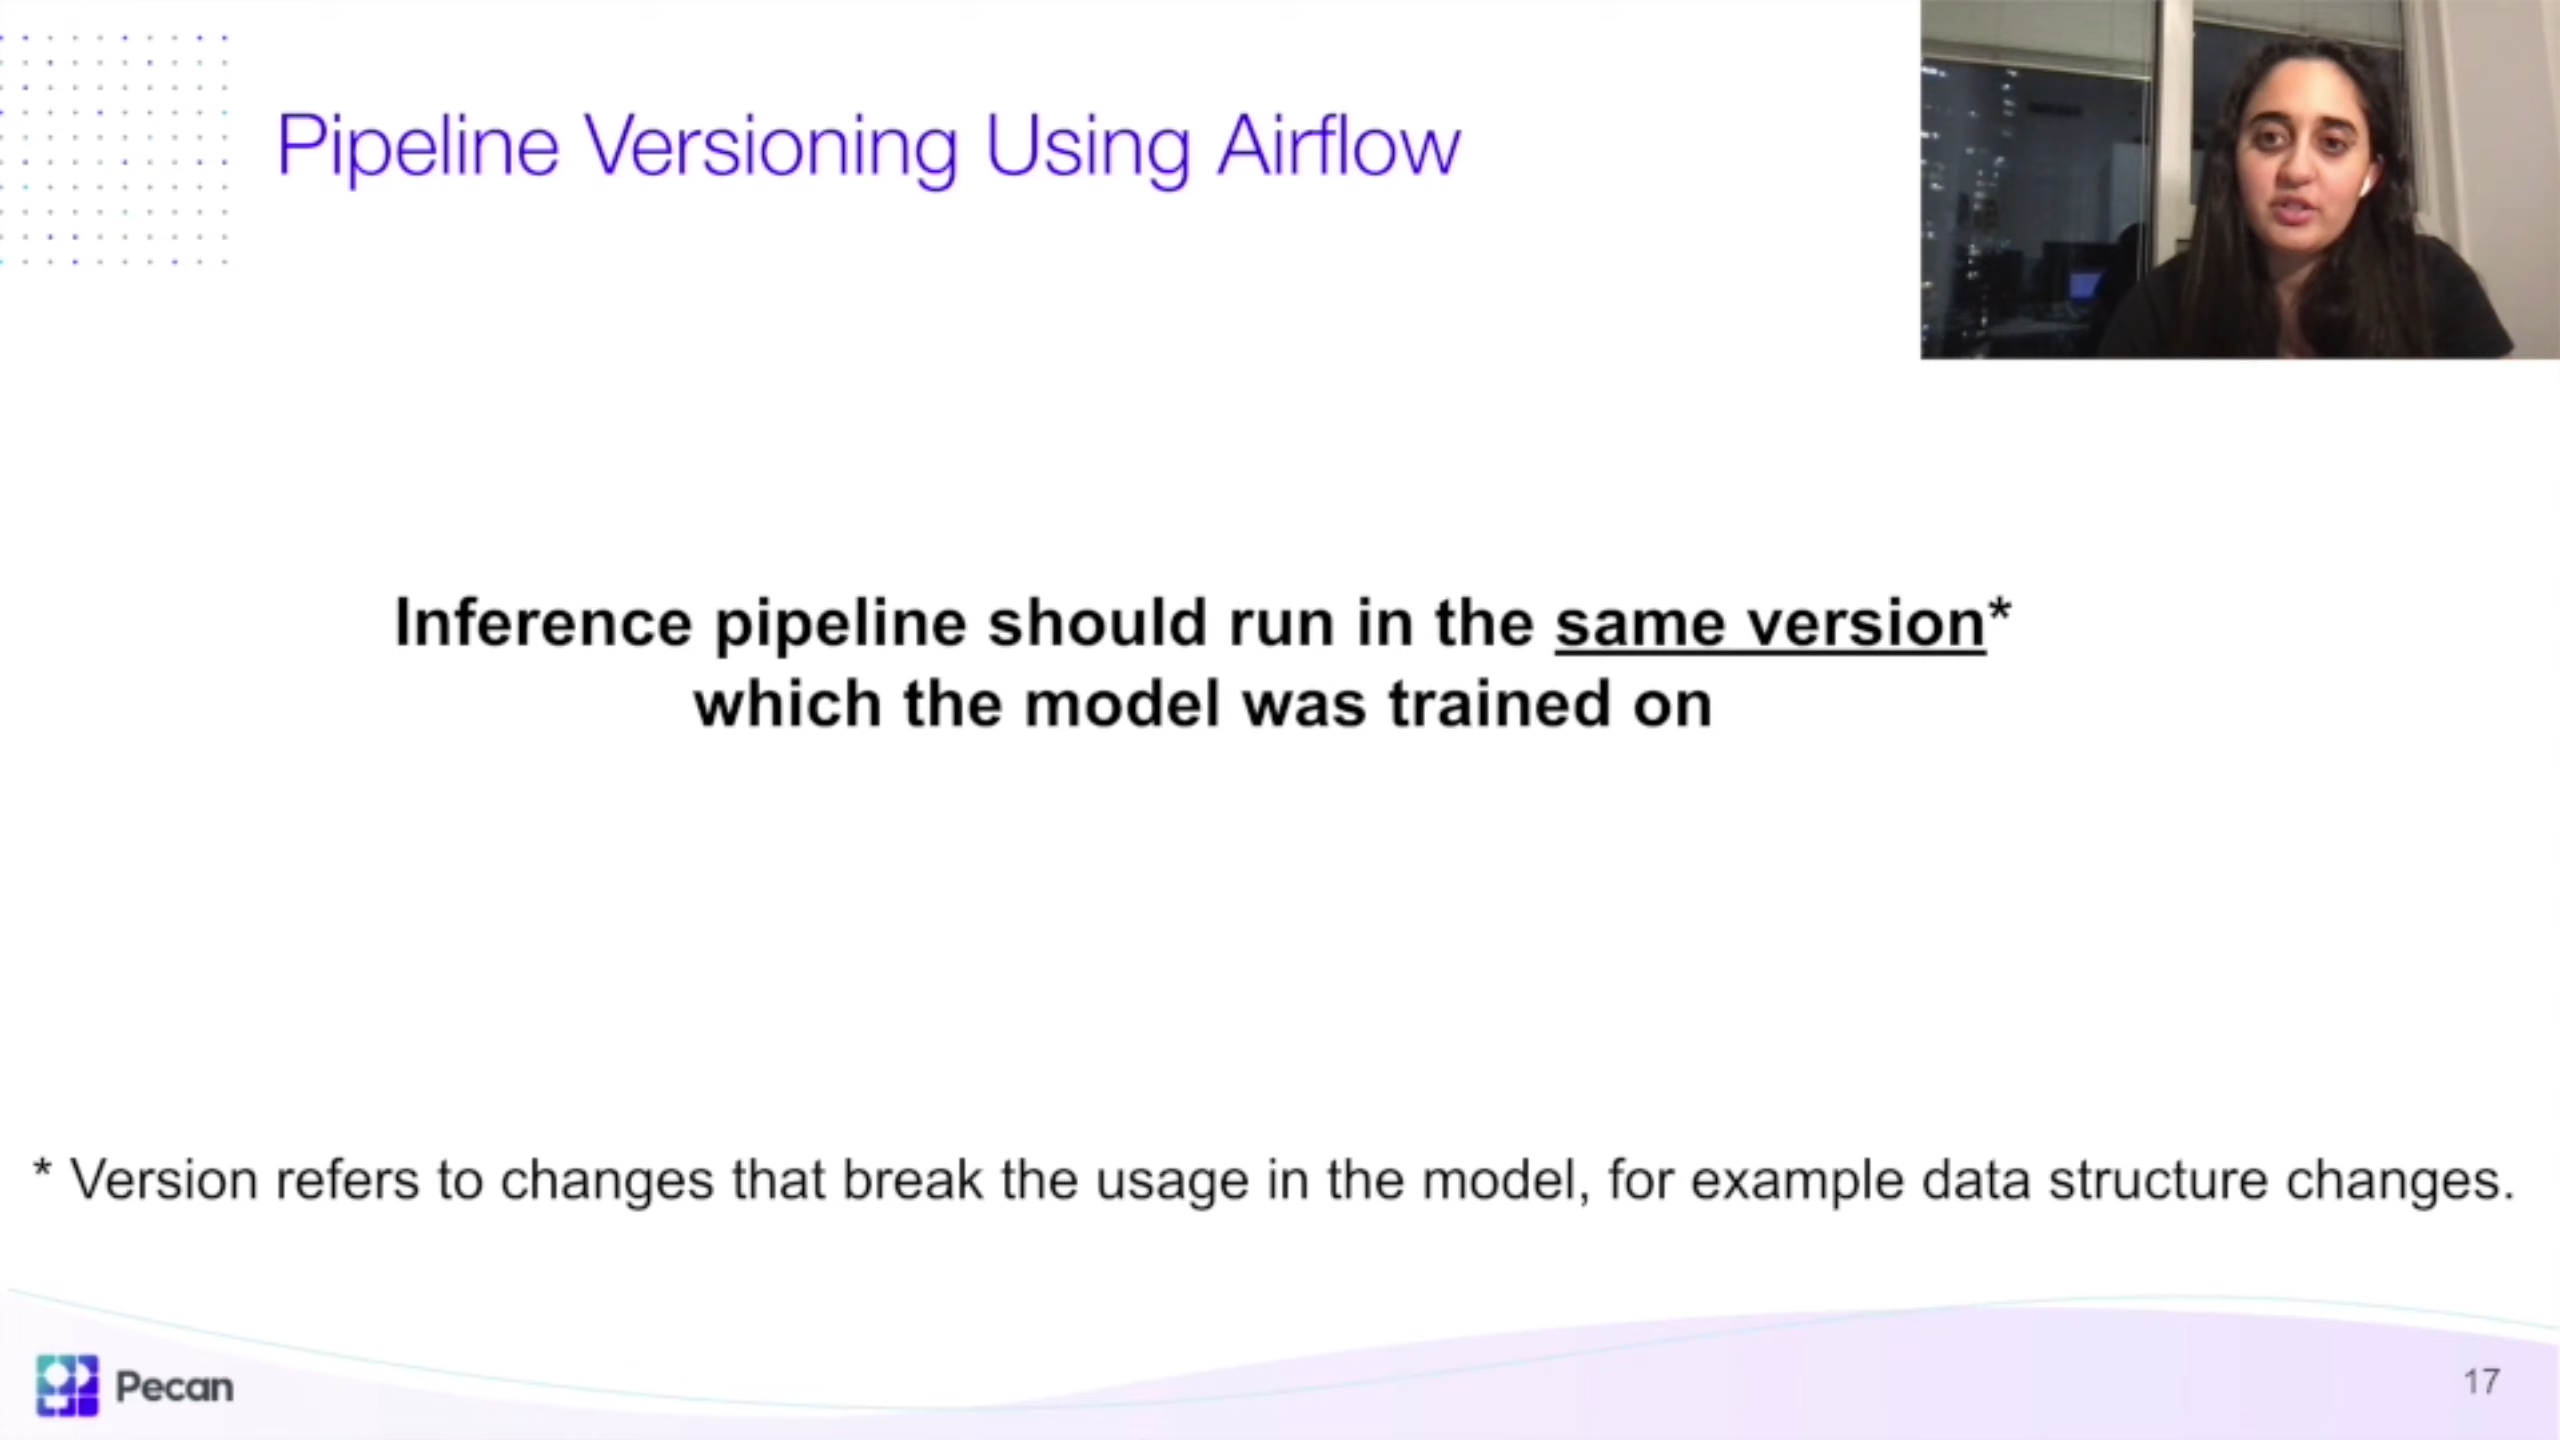 Pipeline Versioning Using Airflow
Inference pipeline should run in the same version*
which the model was trained on
* Version refers to changes that break the usage in the model, for example data structure changes.
Pecan
17